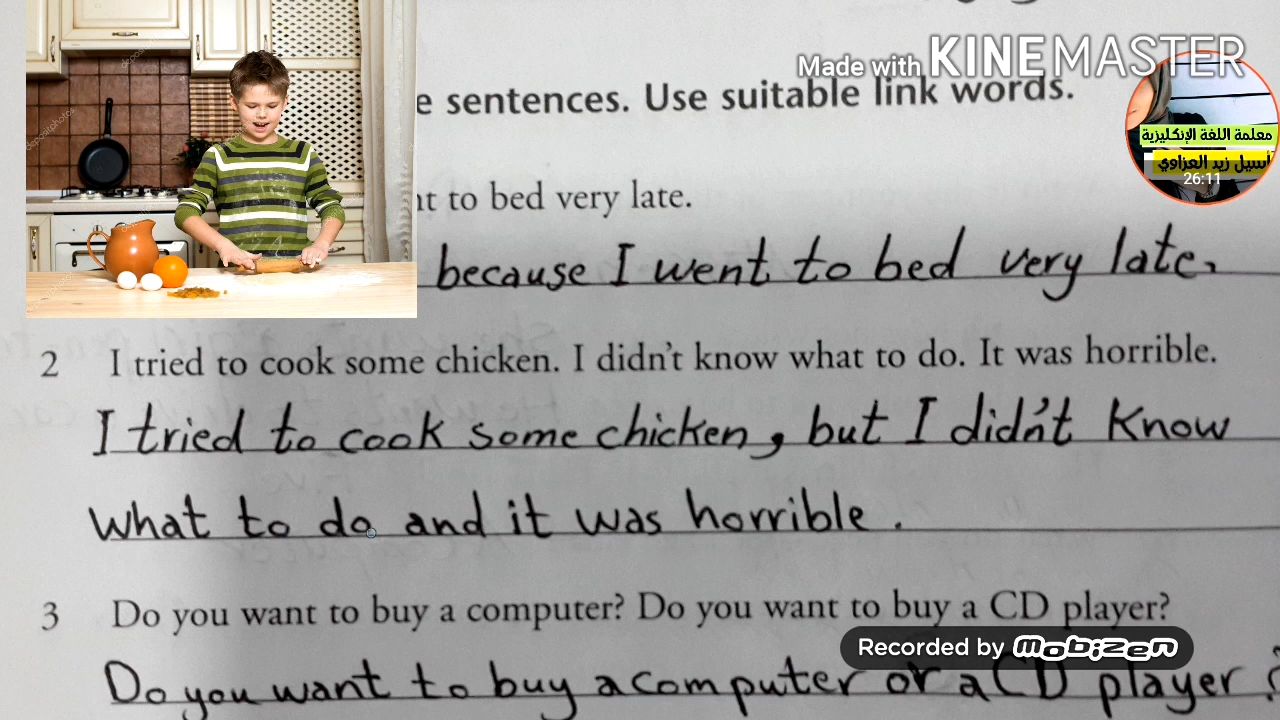 Made with KINEMASTER
e sentences. Use suitable link words.
معلمة اللغة الإنكليزية
أسيل زيد العزاوي
26:11
nt to bed very late.
because I went to bed very late.
2 I tried to cook some chicken. I didn't know what to do. It was horrible.
I tried to cook some chicken, but I didn't know
what to do and it was horrible.
3 Do you want to buy a computer? Do you want to buy a CD player?
Recorded by mobizen
Do you want to buy a computer or a CD player?